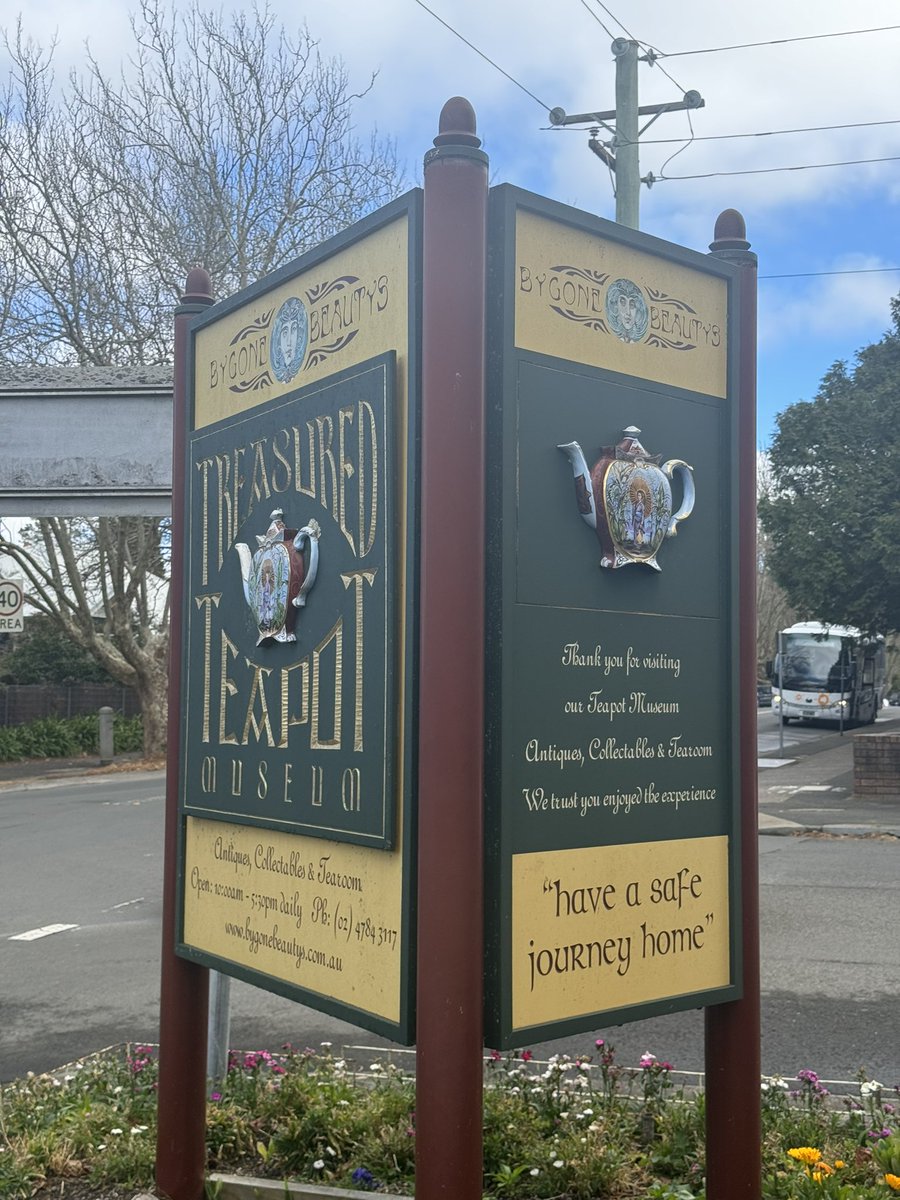 BYGONE BEAUTYS
TREASURED
TEAPOT
MUSEUM
Antiques, Collectables & Tearoom
Open: 10:00am - 5:30pm daily Ph: (02) 4784 3117
www.bygonebeautys.com.au
BYGONE BEAUTYS
Thank you for visiting
our Teapot Museum
Antiques, Collectables & Tearoom
We trust you enjoyed the experience
"have a safe
journey home"
40
REA